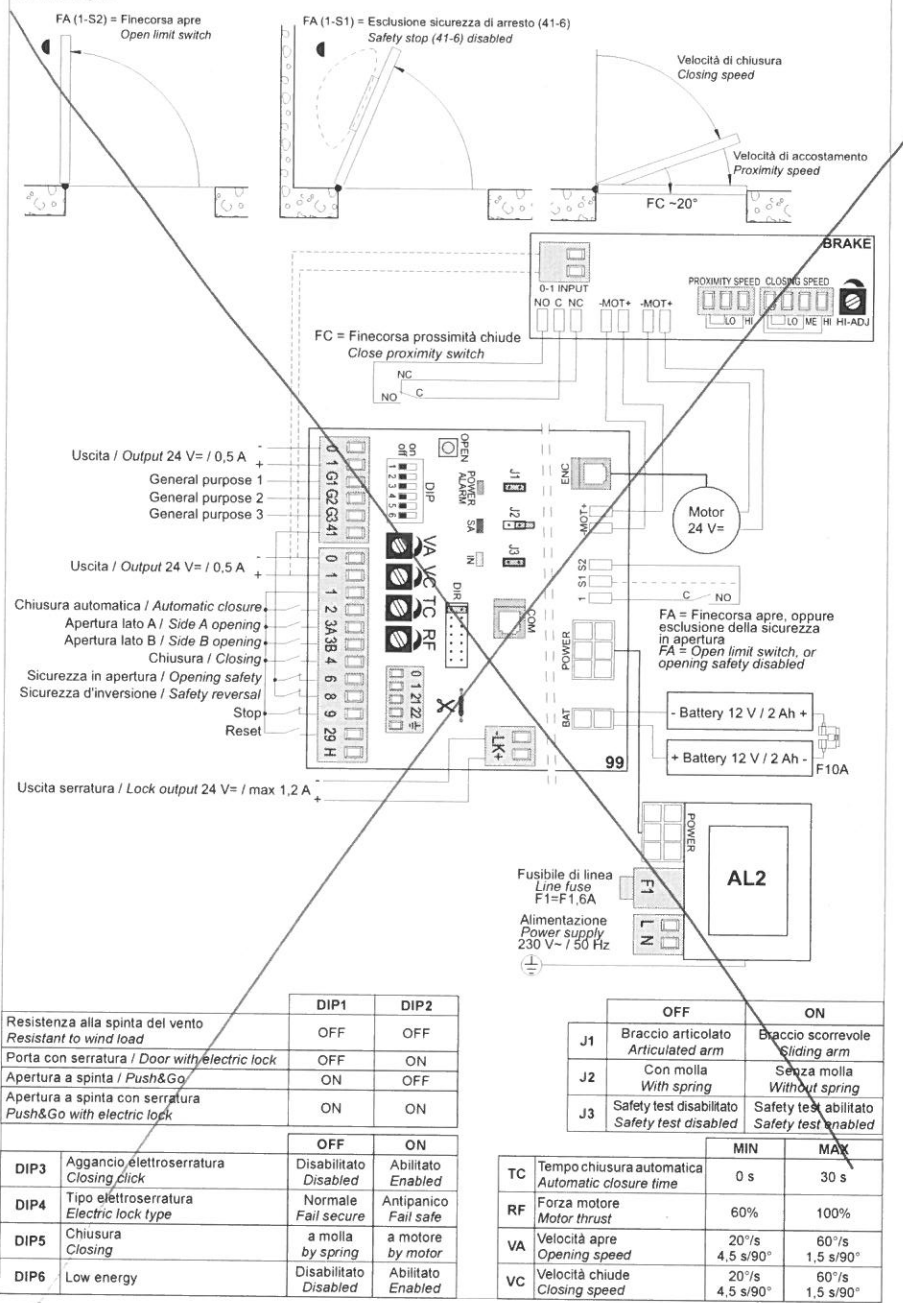 FA (1-S2) = Finecorsa apre
Open limit switch
FA (1-S1) = Esclusione sicurezza di arresto (41-6)
Safety stop (41-6) disabled
Velocità di chiusura
Closing speed
Velocità di accostamento
Proximity speed
FC ~20°
BRAKE
0-1 INPUT
PROXIMITY SPEED CLOSING SPEED
NO C NC -MOT+ -MOT+
LO HI LO ME HI HI-ADJ
FC = Finecorsa prossimità chiude
Close proximity switch
NC
NO C
Uscita / Output 24 V= / 0,5 A
- +
General purpose 1
General purpose 2
General purpose 3
0 1 G1 G2 G3 41
off on
1 2 3 4 5 6
DIP
OPEN
POWER
ALARM
SA
IN
J1
J2
J3
ENC
-MOT+
Motor
24 V=
Uscita / Output 24 V= / 0,5 A
- +
Chiusura automatica / Automatic closure
Apertura lato A / Side A opening
Apertura lato B / Side B opening
Chiusura / Closing
Sicurezza in apertura / Opening safety
Sicurezza d'inversione / Safety reversal
Stop
Reset
0 1 1 2 3A 3B 4 6 8 9 29 H
VA
VC
TC
RF
DIR
COM
0 1 21 22
1 S1 S2
C NO
FA = Finecorsa apre, oppure
esclusione della sicurezza
in apertura
FA = Open limit switch, or
opening safety disabled
POWER
BAT
- Battery 12 V / 2 Ah +
+ Battery 12 V / 2 Ah -
F10A
-LK+
99
Uscita serratura / Lock output 24 V= / max 1,2 A
- +
POWER
AL2
Fusibile di linea
Line fuse
F1=F1,6A
F1
Alimentazione
Power supply
230 V~ / 50 Hz
L N
DIP1 DIP2
Resistenza alla spinta del vento
Resistant to wind load
OFF OFF
Porta con serratura / Door with electric lock OFF ON
Apertura a spinta / Push&Go ON OFF
Apertura a spinta con serratura
Push&Go with electric lock
ON ON
OFF ON
DIP3 Aggancio elettroserratura
Closing click
Disabilitato
Disabled
Abilitato
Enabled
DIP4 Tipo elettroserratura
Electric lock type
Normale
Fail secure
Antipanico
Fail safe
DIP5 Chiusura
Closing
a molla
by spring
a motore
by motor
DIP6 Low energy
Disabilitato
Disabled
Abilitato
Enabled
OFF ON
J1 Braccio articolato
Articulated arm
Braccio scorrevole
Sliding arm
J2 Con molla
With spring
Senza molla
Without spring
J3 Safety test disabilitato
Safety test disabled
Safety test abilitato
Safety test enabled
MIN MAX
TC Tempo chiusura automatica
Automatic closure time
0 s 30 s
RF Forza motore
Motor thrust
60% 100%
VA Velocità apre
Opening speed
20°/s
4,5 s/90°
60°/s
1,5 s/90°
VC Velocità chiude
Closing speed
20°/s
4,5 s/90°
60°/s
1,5 s/90°